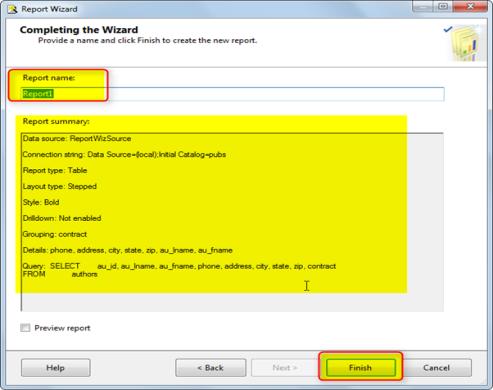 Report Wizard
Completing the Wizard
Provide a name and click Finish to create the new report.
Report name:
Report1
Report summary:
Data source: ReportWizSource
Connection string: Data Source=(local);Initial Catalog=pubs
Report type: Table
Layout type: Stepped
Style: Bold
Drilldown: Not enabled
Grouping: contract
Details: phone, address, city, state, zip, au_lname, au_fname
Query: SELECT au_id, au_lname, au_fname, phone, address, city, state, zip, contract
FROM authors
Preview report
Help < Back Next > Finish Cancel